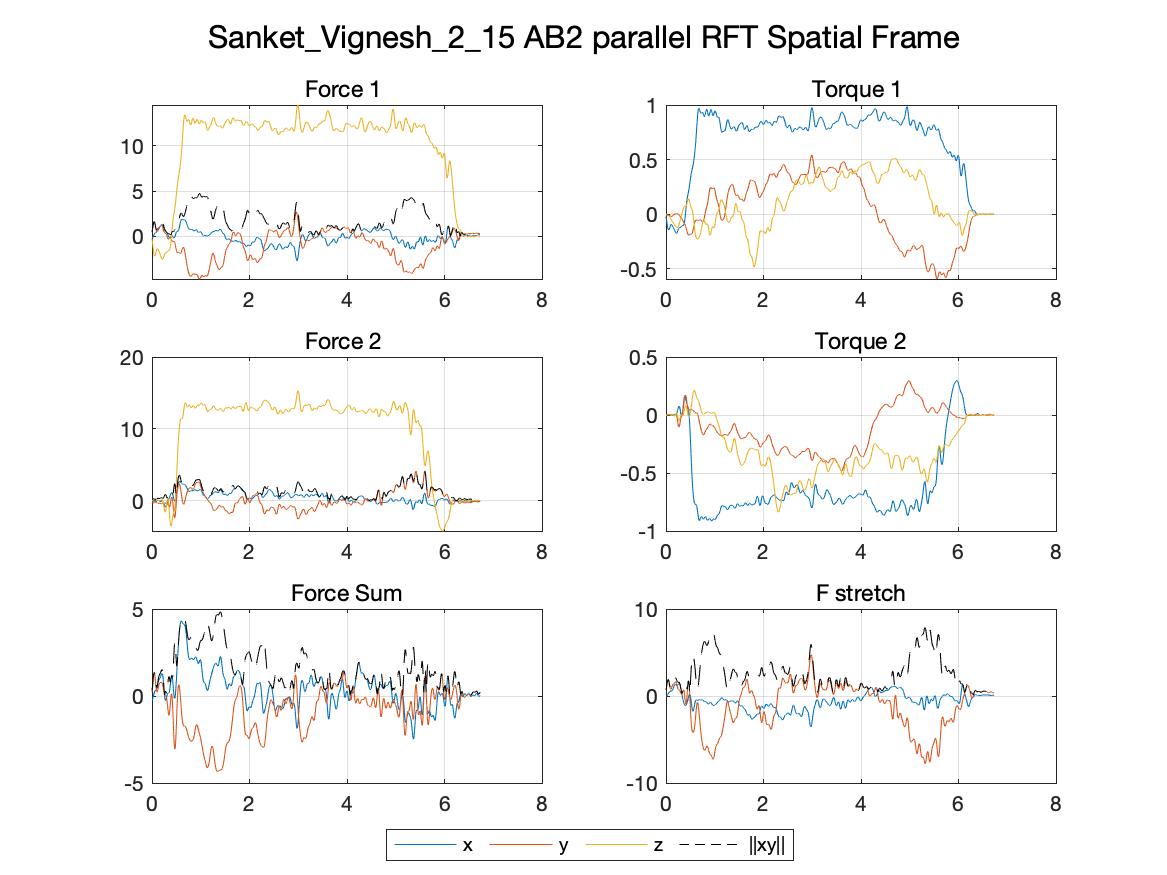 Sanket_Vignesh_2_15 AB2 parallel RFT Spatial Frame
Force 1
10
5
0
0 2 4 6 8
Torque 1
1
0.5
0
-0.5
0 2 4 6 8
Force 2
20
10
0
0 2 4 6 8
Torque 2
0.5
0
-0.5
-1
0 2 4 6 8
Force Sum
5
0
-5
0 2 4 6 8
F stretch
10
0
-10
0 2 4 6 8
x y z ||xy||